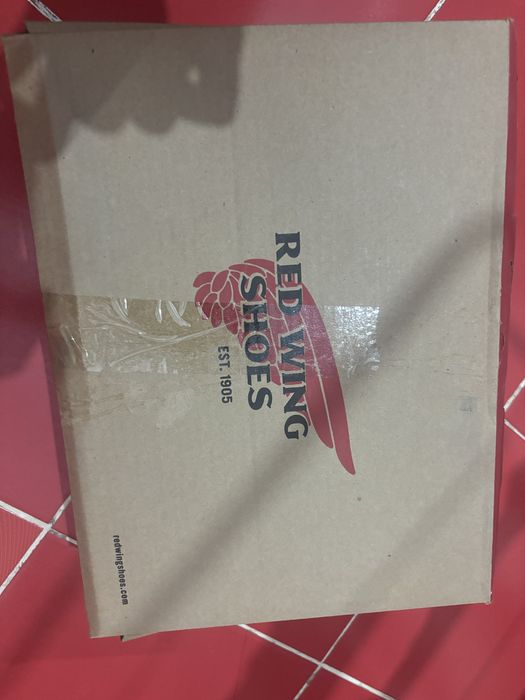 RED WING
SHOES
EST. 1905
redwingshoes.com